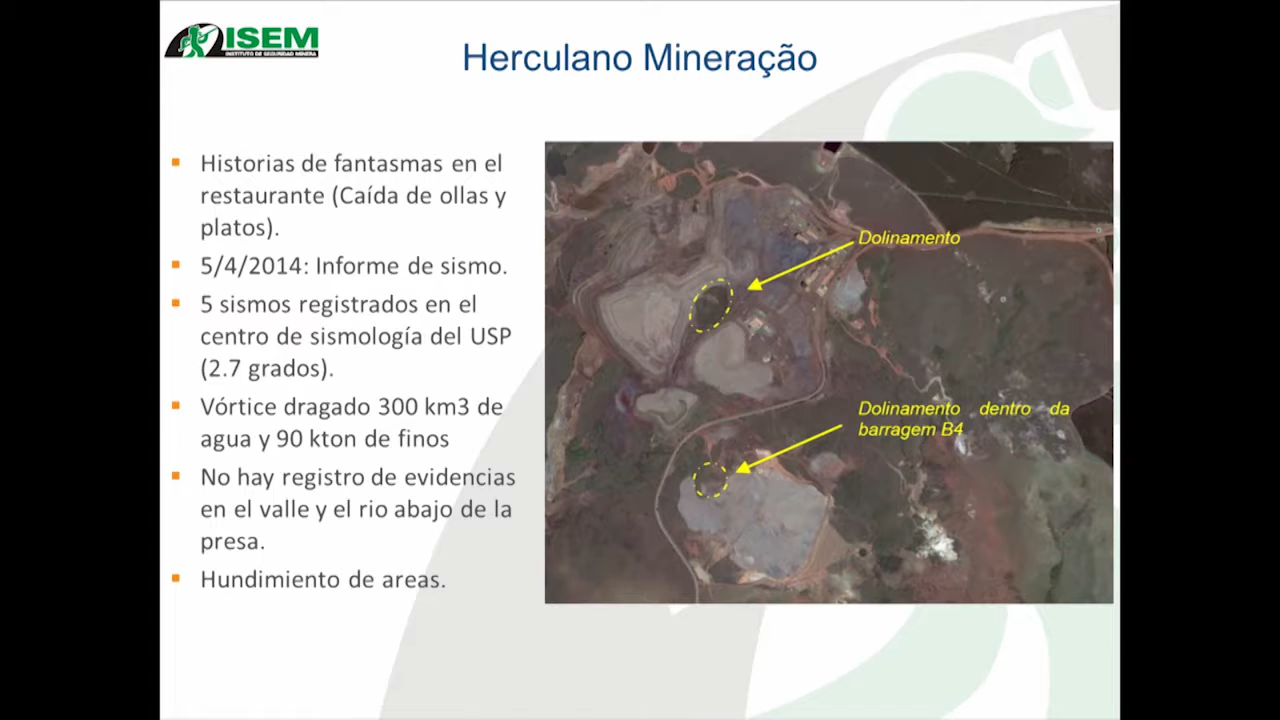 ISEM
INSTITUTO DE SEGURIDAD MINERA
Herculano Mineração
Historias de fantasmas en el
restaurante (Caída de ollas y
platos).
5/4/2014: Informe de sismo.
5 sismos registrados en el
centro de sismología del USP
(2.7 grados).
Vórtice dragado 300 km3 de
agua y 90 kton de finos
No hay registro de evidencias
en el valle y el rio abajo de la
presa.
Hundimiento de areas.
Dolinamento
Dolinamento dentro da
barragem B4